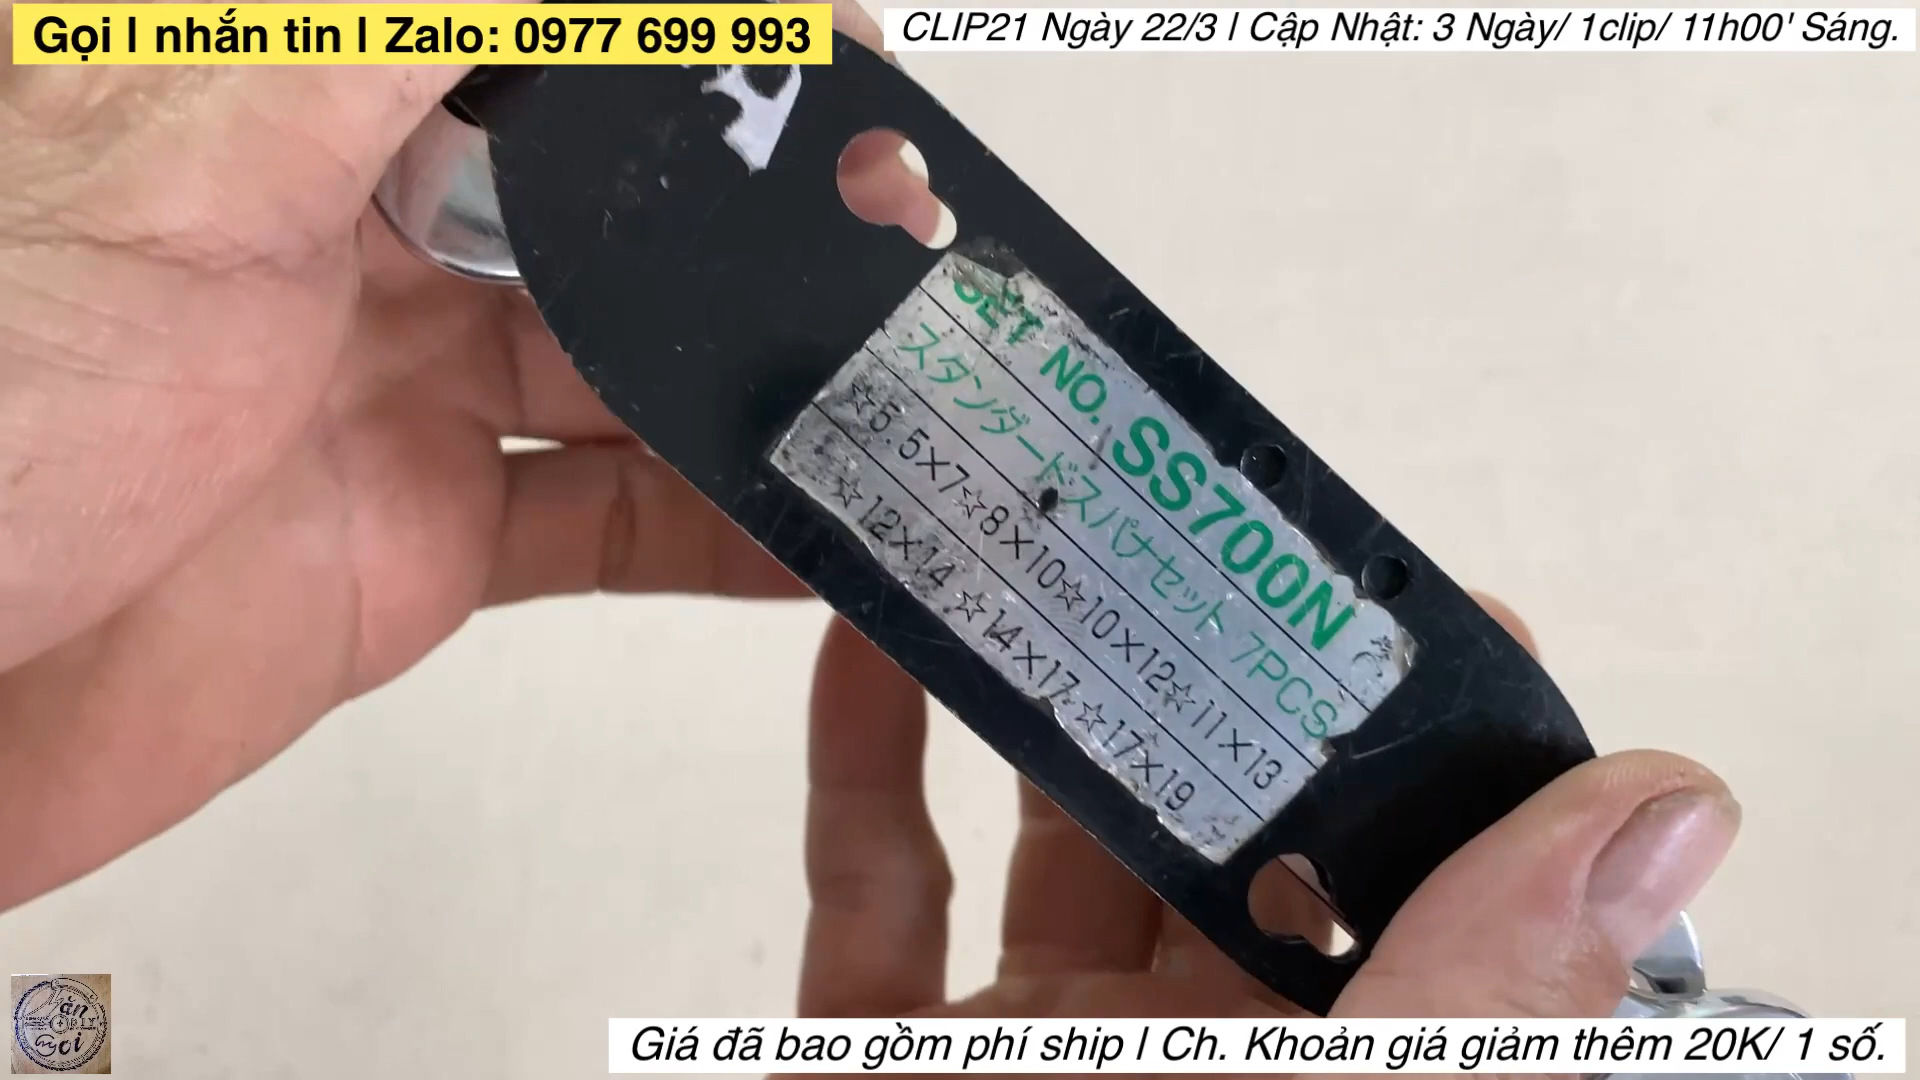 Gọi | nhắn tin | Zalo: 0977 699 993
CLIP21 Ngày 22/3 | Cập Nhật: 3 Ngày/ 1clip/ 11h00' Sáng.
SET NO. SS700N
スタンダードスパナセット 7PCS
☆5.5×7☆8×10☆10×12☆11×13
☆12×14 ☆14×17 ☆17×19
Giá đã bao gồm phí ship | Ch. Khoản giá giảm thêm 20K/ 1 số.